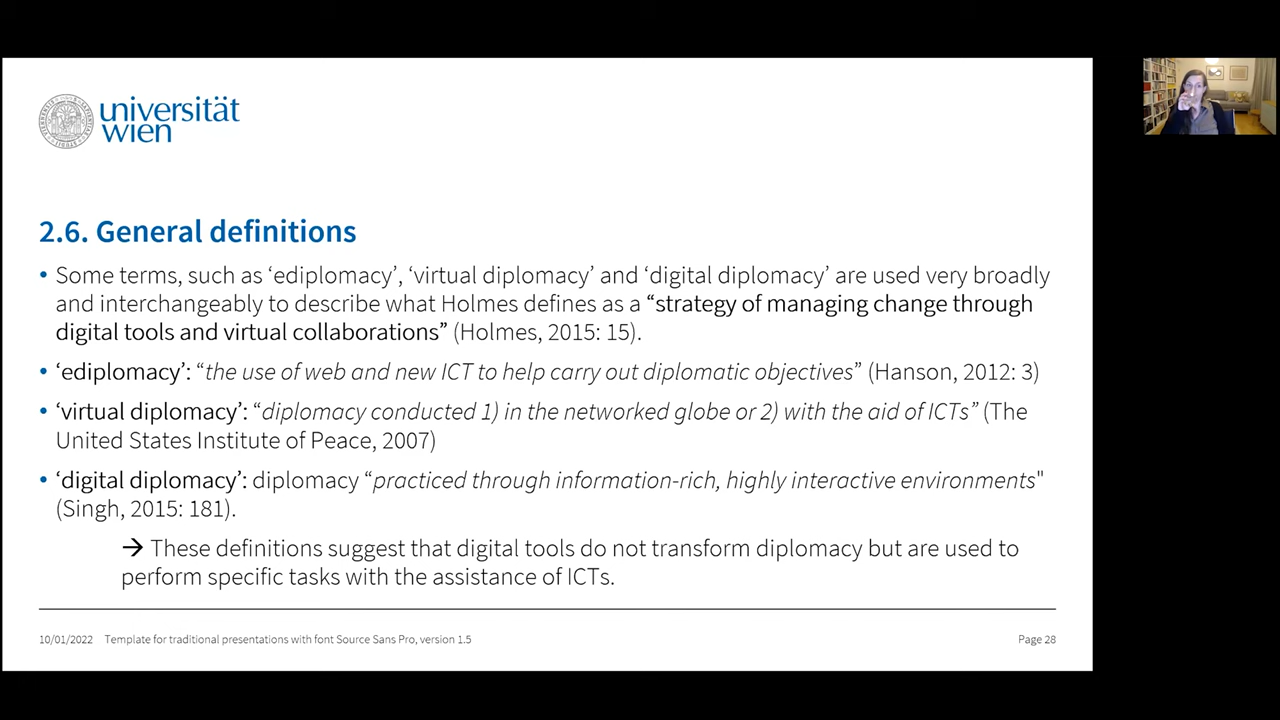 universität
wien
2.6. General definitions
• Some terms, such as ‘ediplomacy’, ‘virtual diplomacy’ and ‘digital diplomacy’ are used very broadly
and interchangeably to describe what Holmes defines as a “strategy of managing change through
digital tools and virtual collaborations” (Holmes, 2015: 15).
• ‘ediplomacy’: “the use of web and new ICT to help carry out diplomatic objectives” (Hanson, 2012: 3)
• ‘virtual diplomacy’: “diplomacy conducted 1) in the networked globe or 2) with the aid of ICTs” (The
United States Institute of Peace, 2007)
• ‘digital diplomacy’: diplomacy “practiced through information-rich, highly interactive environments"
(Singh, 2015: 181).
→ These definitions suggest that digital tools do not transform diplomacy but are used to
perform specific tasks with the assistance of ICTs.
10/01/2022 Template for traditional presentations with font Source Sans Pro, version 1.5 Page 28